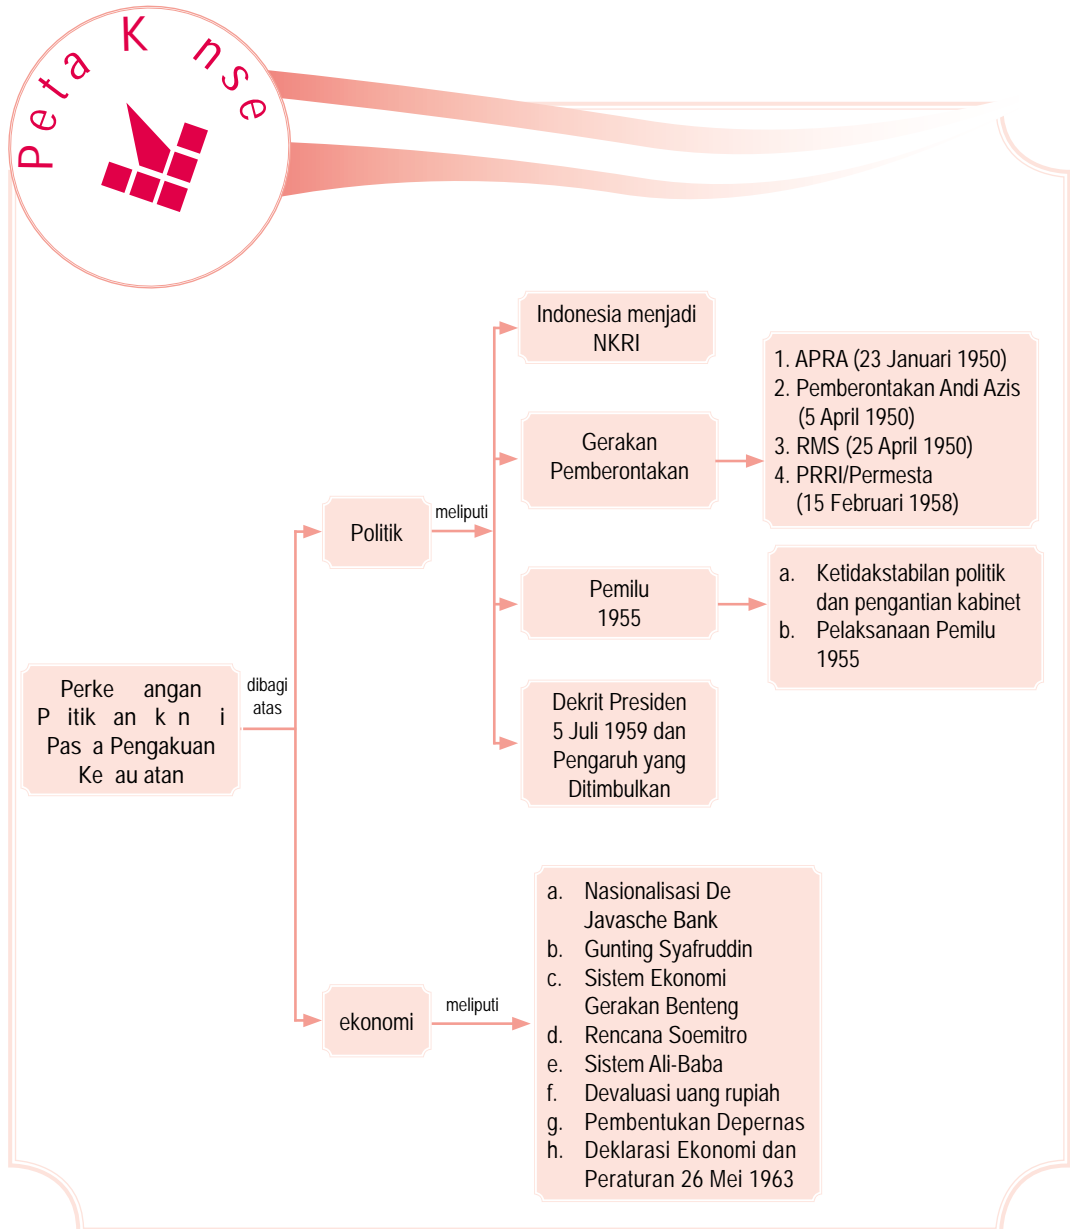 Peta K nse
Indonesia menjadi
NKRI
1. APRA (23 Januari 1950)
2. Pemberontakan Andi Azis
(5 April 1950)
3. RMS (25 April 1950)
4. PRRI/Permesta
(15 Februari 1958)
Gerakan
Pemberontakan
Politik
meliputi
Pemilu
1955
a. Ketidakstabilan politik
dan pengantian kabinet
b. Pelaksanaan Pemilu
1955
Perke angan
P itik an k n i
Pas a Pengakuan
Ke au atan
dibagi
atas
Dekrit Presiden
5 Juli 1959 dan
Pengaruh yang
Ditimbulkan
ekonomi
meliputi
a. Nasionalisasi De
Javasche Bank
b. Gunting Syafruddin
c. Sistem Ekonomi
Gerakan Benteng
d. Rencana Soemitro
e. Sistem Ali-Baba
f. Devaluasi uang rupiah
g. Pembentukan Depernas
h. Deklarasi Ekonomi dan
Peraturan 26 Mei 1963